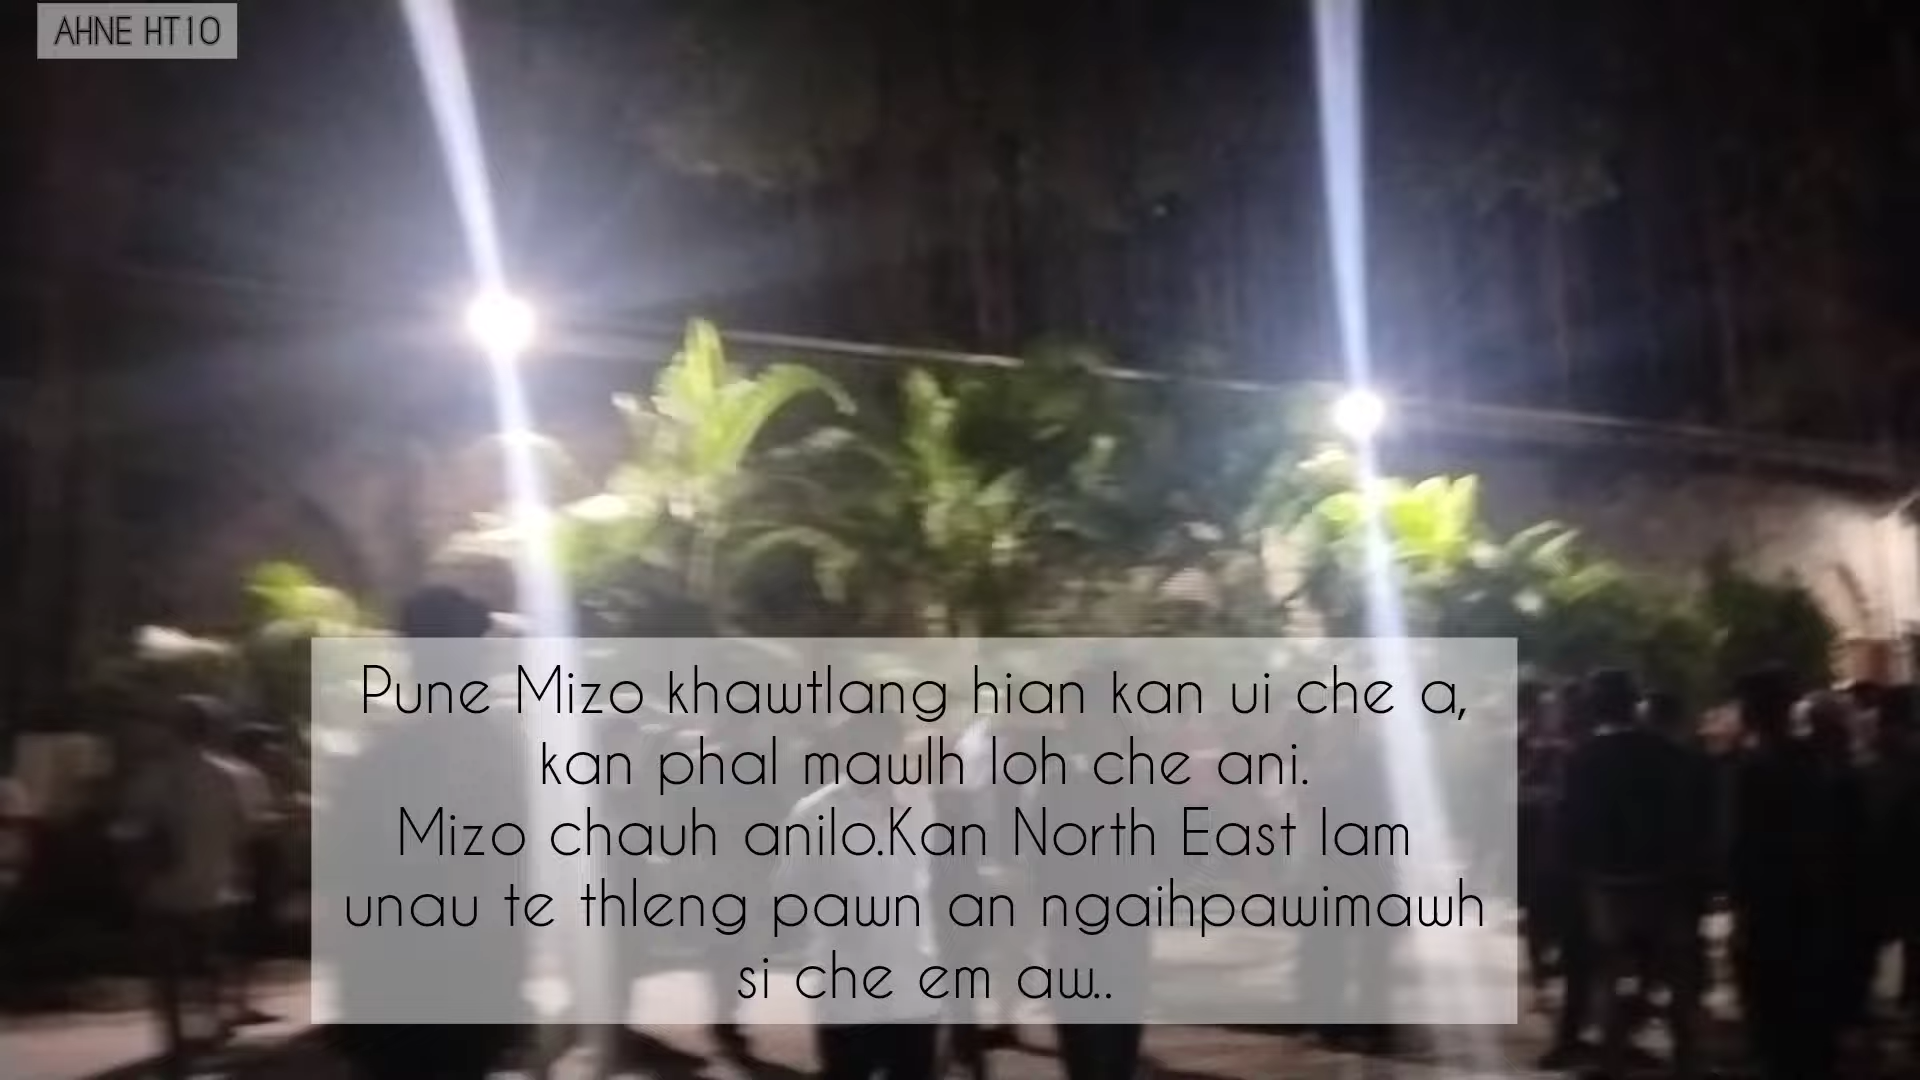 AHNE HT10
Pune Mizo khawtlang hian kan ui che a,
kan phal mawlh loh che ani.
Mizo chauh anilo.Kan North East lam
unau te thleng pawn an ngaihpawimawh
si che em aw..